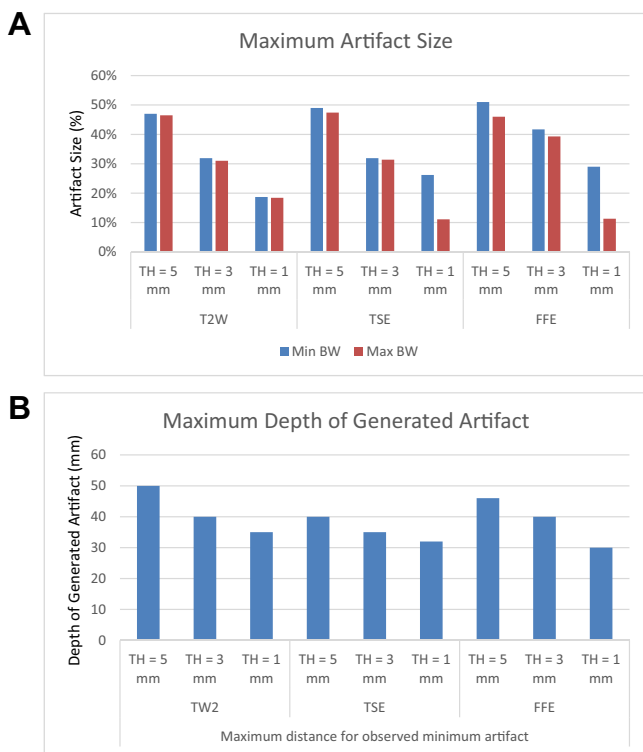 A
Maximum Artifact Size
Artifact Size (%)
60%
50%
40%
30%
20%
10%
0%
TH = 5 TH = 3 TH = 1 TH = 5 TH = 3 TH = 1 TH = 5 TH = 3 TH = 1
mm mm mm mm mm mm mm mm mm
T2W TSE FFE
Min BW Max BW
B
Maximum Depth of Generated Artifact
Depth of Generated Artifact (mm)
60
50
40
30
20
10
0
TH = 5 TH = 3 TH = 1 TH = 5 TH = 3 TH = 1 TH = 5 TH = 3 TH = 1
mm mm mm mm mm mm mm mm mm
TW2 TSE FFE
Maximum distance for observed minimum artifact